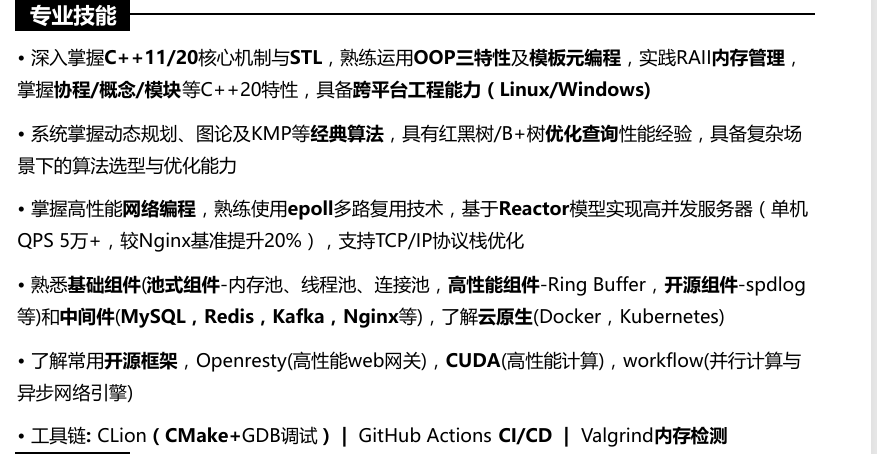 专业技能
• 深入掌握C++11/20核心机制与STL，熟练运用OOP三特性及模板元编程，实践RAII内存管理，
掌握协程/概念/模块等C++20特性，具备跨平台工程能力（Linux/Windows)
• 系统掌握动态规划、图论及KMP等经典算法，具有红黑树/B+树优化查询性能经验，具备复杂场
景下的算法选型与优化能力
• 掌握高性能网络编程，熟练使用epoll多路复用技术，基于Reactor模型实现高并发服务器（单机
QPS 5万+，较Nginx基准提升20%），支持TCP/IP协议栈优化
• 熟悉基础组件(池式组件-内存池、线程池、连接池，高性能组件-Ring Buffer，开源组件-spdlog
等)和中间件(MySQL，Redis，Kafka，Nginx等)，了解云原生(Docker，Kubernetes)
• 了解常用开源框架，Openresty(高性能web网关)，CUDA(高性能计算)，workflow(并行计算与
异步网络引擎)
• 工具链: CLion（CMake+GDB调试）| GitHub Actions CI/CD | Valgrind内存检测